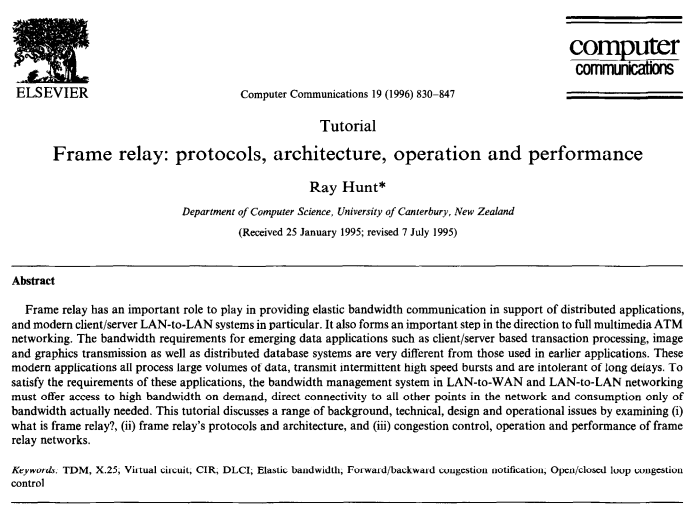 ELSEVIER
computer
communications
Computer Communications 19 (1996) 830–847
Tutorial
Frame relay: protocols, architecture, operation and performance
Ray Hunt*
Department of Computer Science, University of Canterbury, New Zealand
(Received 25 January 1995; revised 7 July 1995)
Abstract
Frame relay has an important role to play in providing elastic bandwidth communication in support of distributed applications,
and modern client/server LAN-to-LAN systems in particular. It also forms an important step in the direction to full multimedia ATM
networking. The bandwidth requirements for emerging data applications such as client/server based transaction processing, image
and graphics transmission as well as distributed database systems are very different from those used in earlier applications. These
modern applications all process large volumes of data, transmit intermittent high speed bursts and are intolerant of long delays. To
satisfy the requirements of these applications, the bandwidth management system in LAN-to-WAN and LAN-to-LAN networking
must offer access to high bandwidth on demand, direct connectivity to all other points in the network and consumption only of
bandwidth actually needed. This tutorial discusses a range of background, technical, design and operational issues by examining (i)
what is frame relay?, (ii) frame relay's protocols and architecture, and (iii) congestion control, operation and performance of frame
relay networks.
Keywords: TDM, X.25; Virtual circuit; CIR; DLCI; Elastic bandwidth; Forward/backward congestion notification; Open/closed loop congestion
control